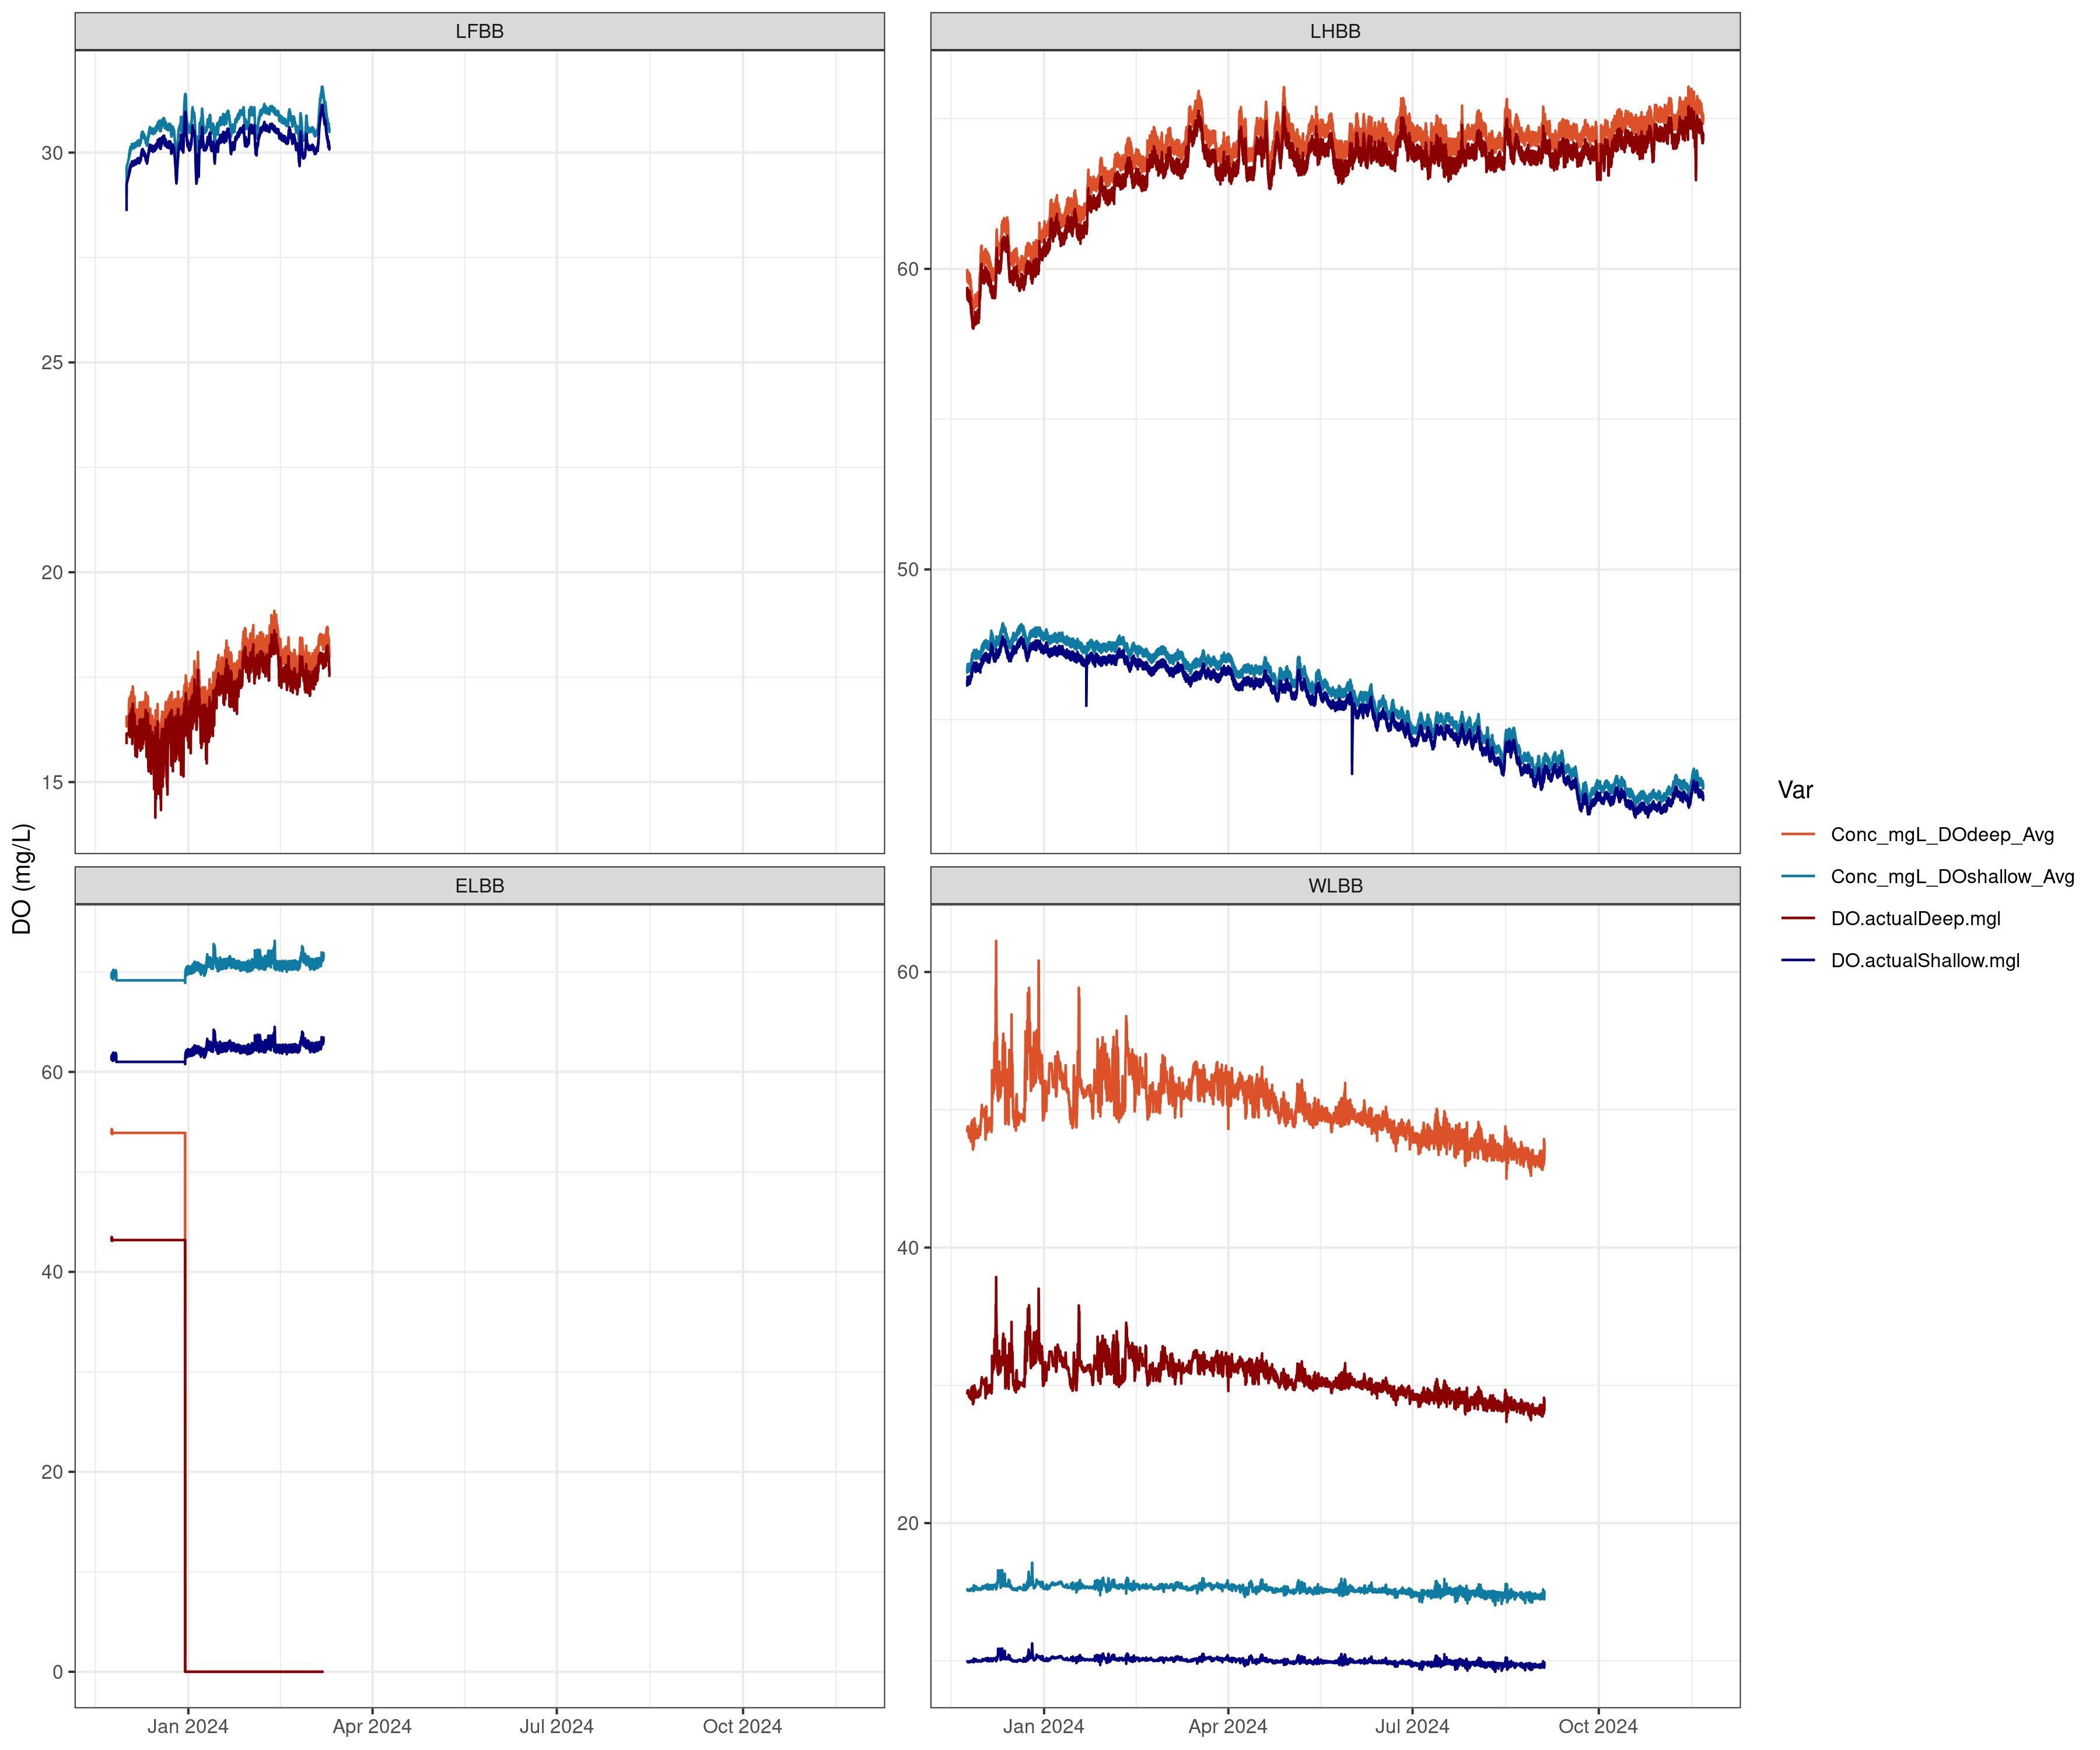 LFBB
LHBB
30
25
20
15
60
50
DO (mg/L)
ELBB
WLBB
60
40
20
0
60
40
20
Jan 2024 Apr 2024 Jul 2024 Oct 2024
Jan 2024 Apr 2024 Jul 2024 Oct 2024
Var
Conc_mgL_DOdeep_Avg
Conc_mgL_DOshallow_Avg
DO.actualDeep.mgl
DO.actualShallow.mgl